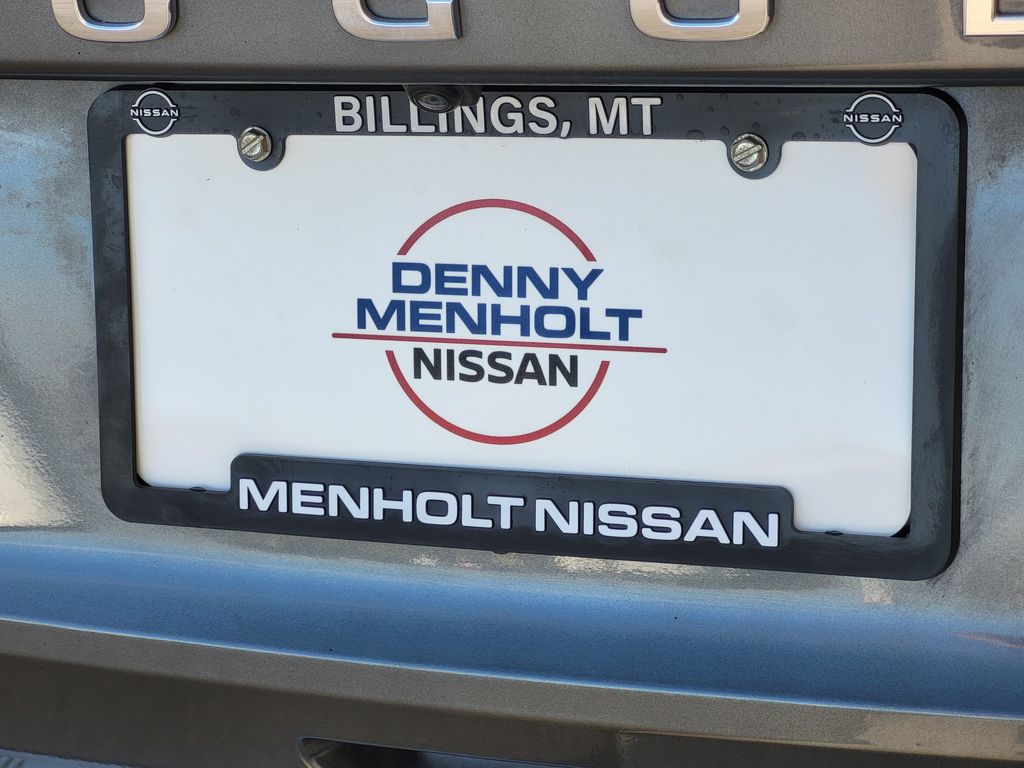 BILLINGS, MT
NISSAN
NISSAN
DENNY
MENHOLT
NISSAN
MENHOLT NISSAN